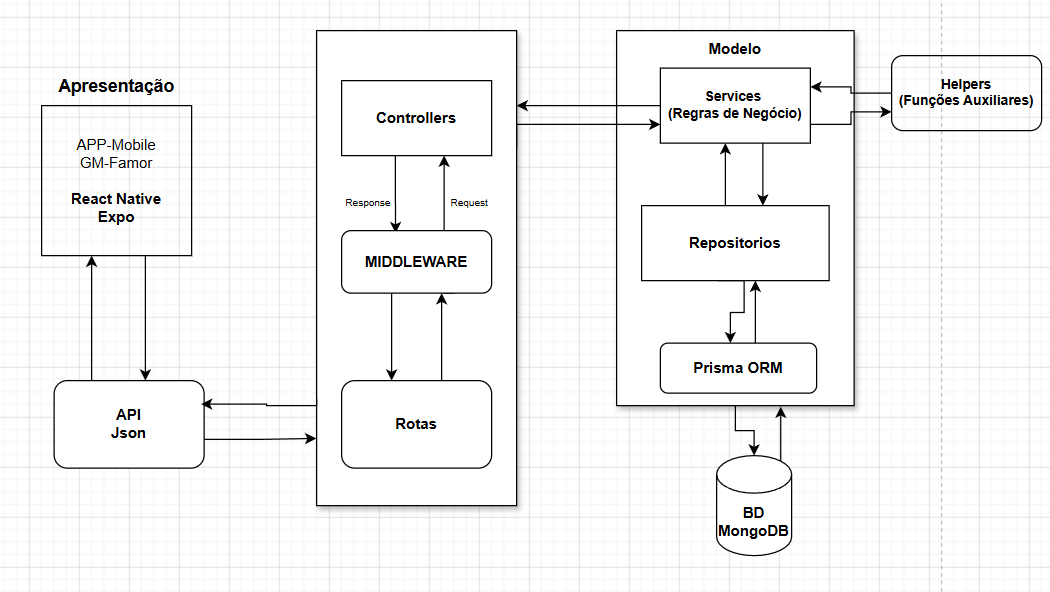 Apresentação
APP-Mobile
GM-Famor
React Native
Expo
API
Json
Controllers
Response
Request
MIDDLEWARE
Rotas
Modelo
Services
(Regras de Negócio)
Repositorios
Prisma ORM
BD
MongoDB
Helpers
(Funções Auxiliares)